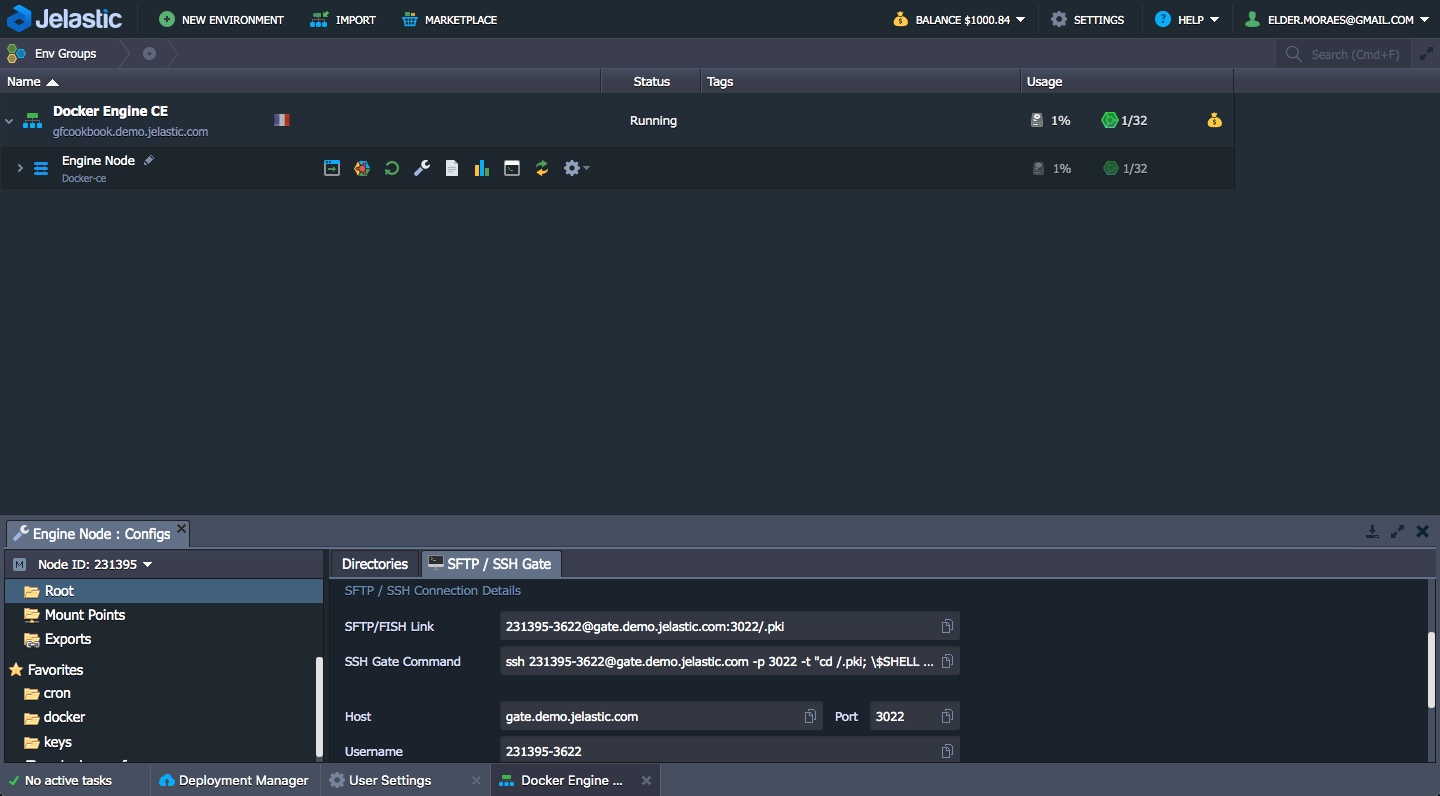 Jelastic NEW ENVIRONMENT IMPORT MARKETPLACE BALANCE $1000.84 SETTINGS HELP ELDER.MORAES@GMAIL.COM
Env Groups Search (Cmd+F)
Name Status Tags Usage
Docker Engine CE
gfcookbook.demo.jelastic.com Running 1% 1/32
Engine Node
Docker-ce 1% 1/32
Engine Node : Configs
M Node ID: 231395 Directories SFTP / SSH Gate
Root SFTP / SSH Connection Details
Mount Points SFTP/FISH Link 231395-3622@gate.demo.jelastic.com:3022/.pki
Exports
Favorites SSH Gate Command ssh 231395-3622@gate.demo.jelastic.com -p 3022 -t "cd /.pki; \$SHELL ...
cron
docker Host gate.demo.jelastic.com Port 3022
keys Username 231395-3622
No active tasks Deployment Manager User Settings Docker Engine ...